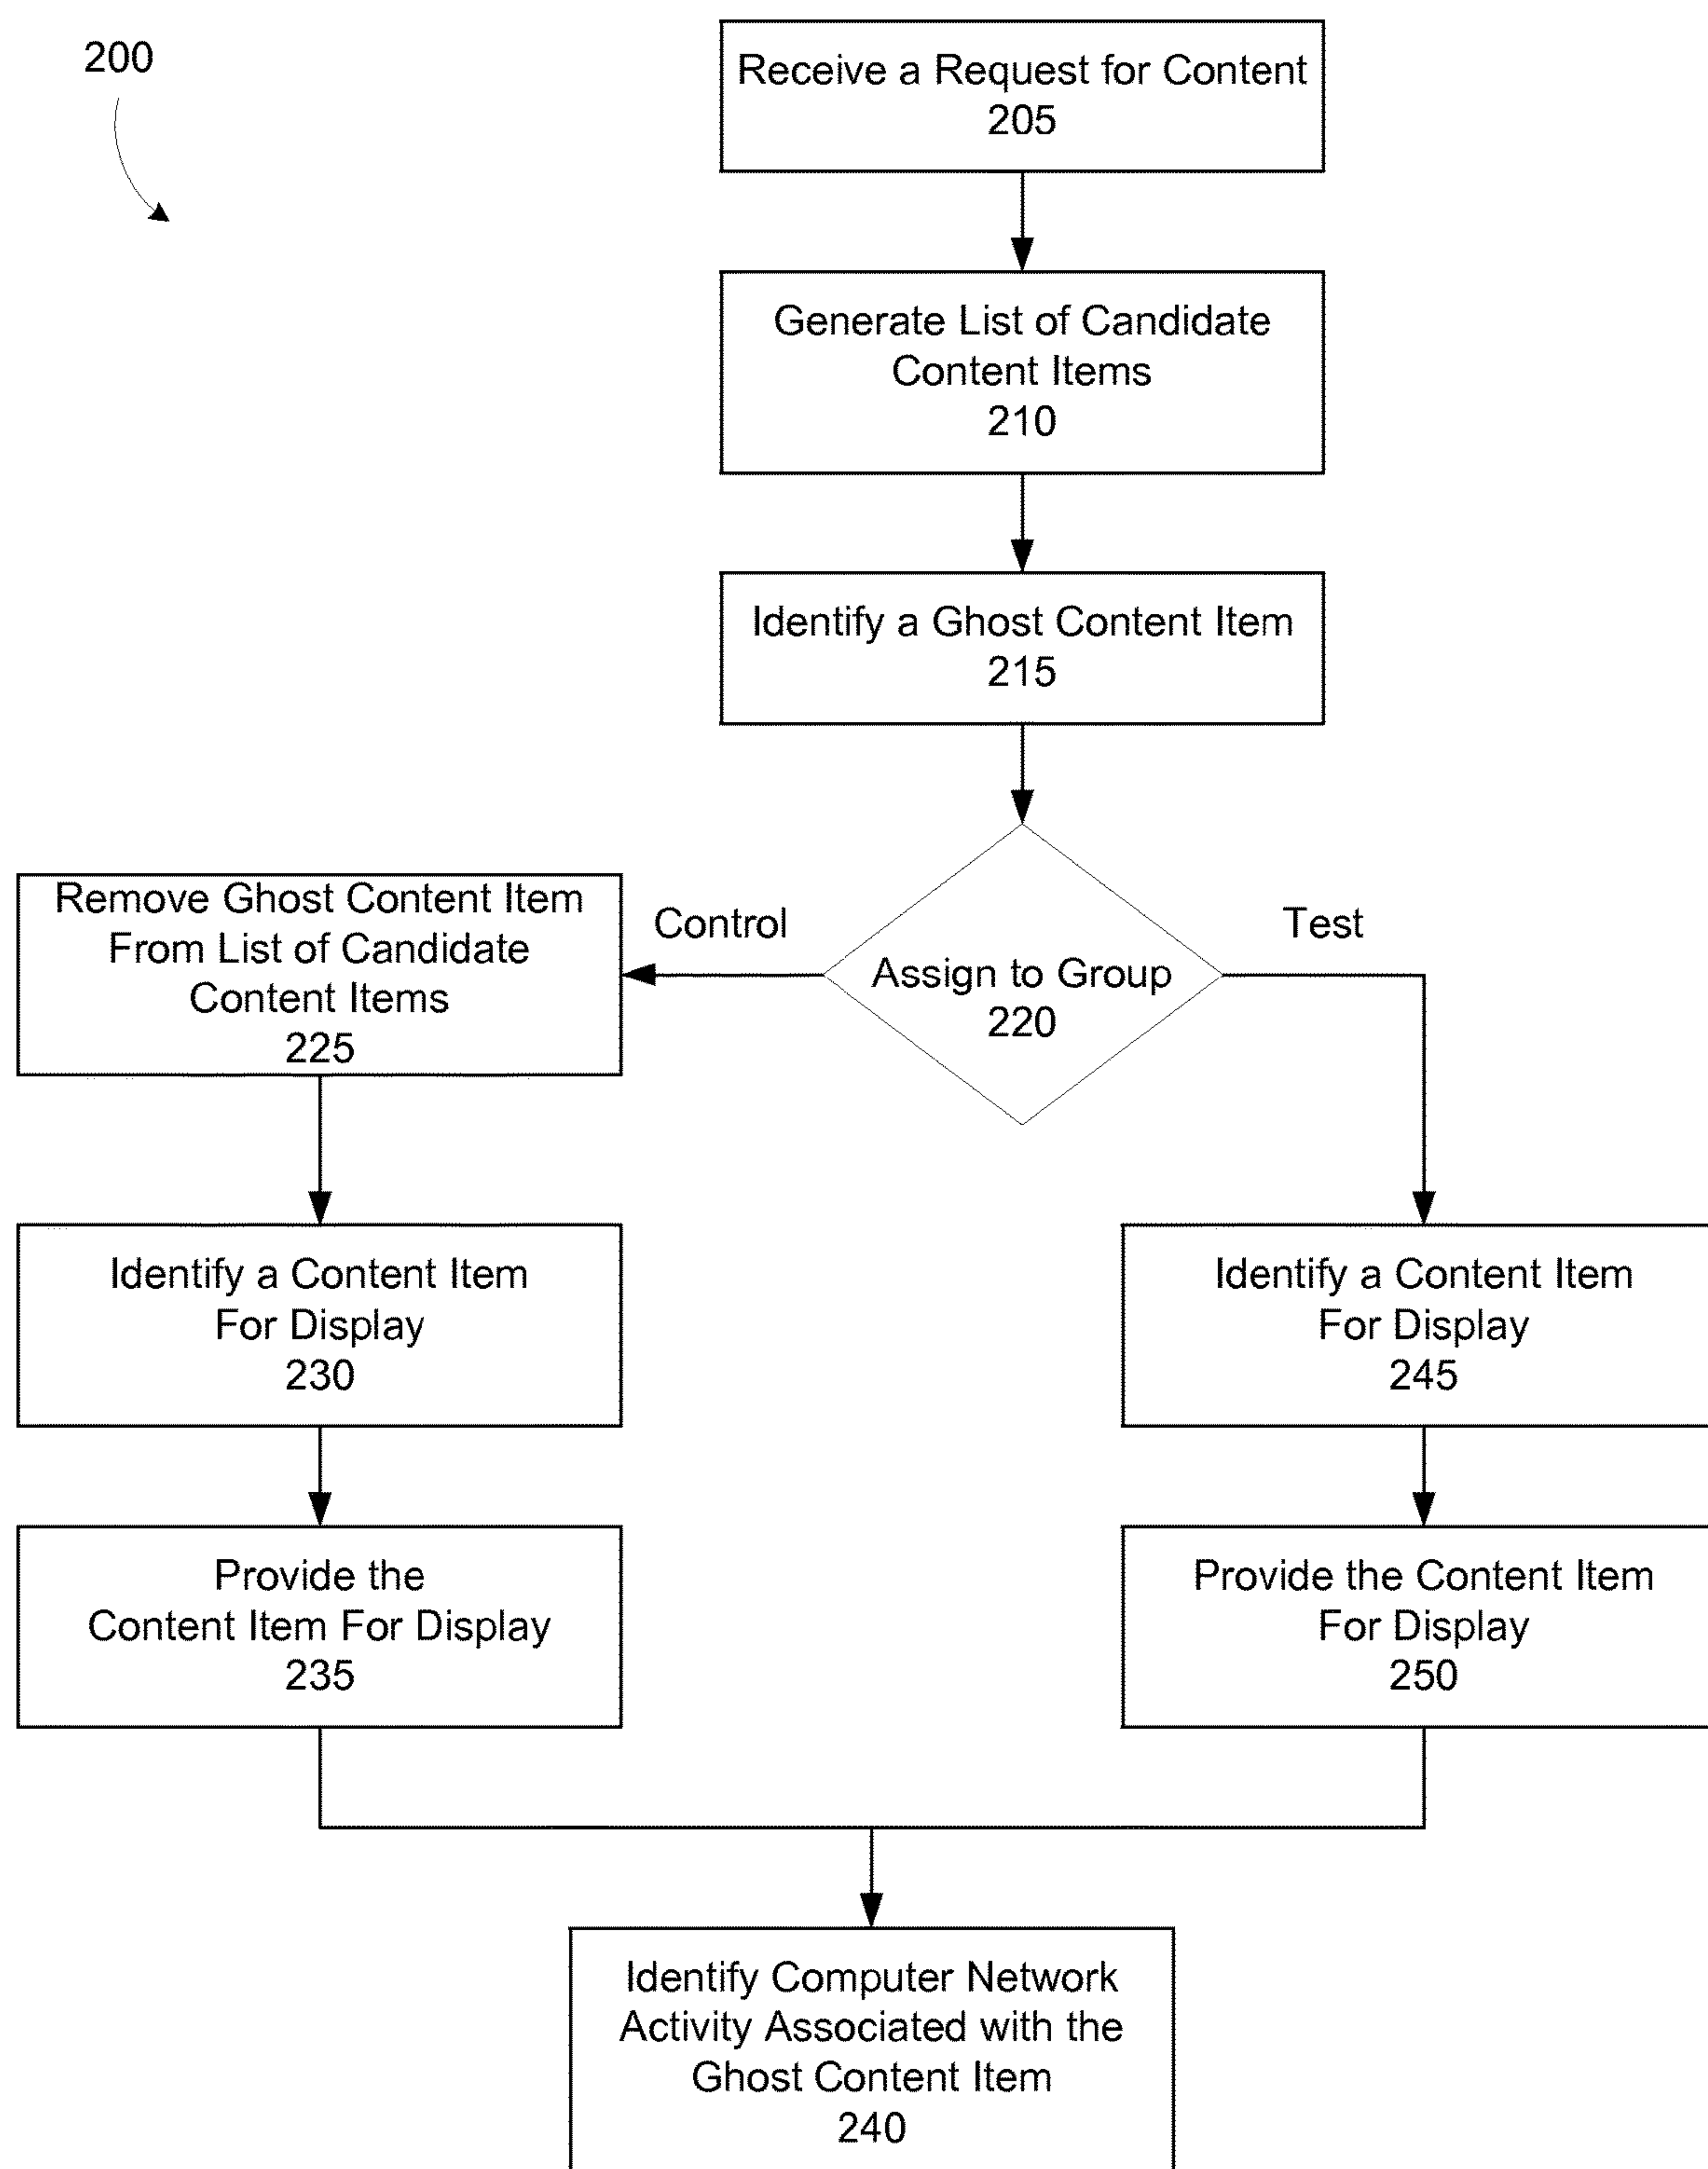 200
Receive a Request for Content
205
Generate List of Candidate
Content Items
210
Identify a Ghost Content Item
215
Assign to Group
220
Control
Test
Remove Ghost Content Item
From List of Candidate
Content Items
225
Identify a Content Item
For Display
230
Identify a Content Item
For Display
245
Provide the
Content Item For Display
235
Provide the Content Item
For Display
250
Identify Computer Network
Activity Associated with the
Ghost Content Item
240